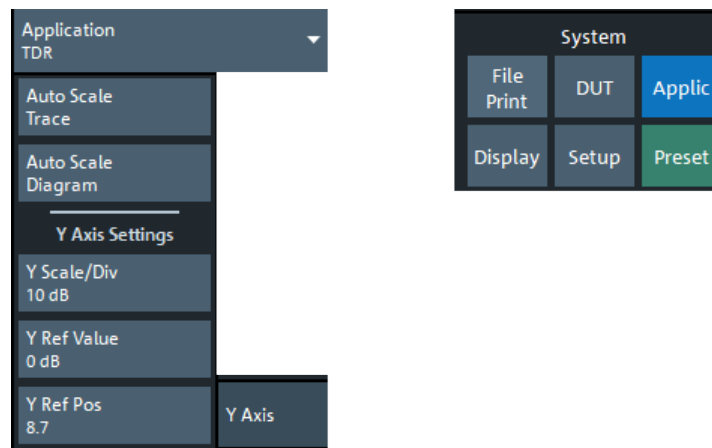 Application
TDR
Auto Scale
Trace
Auto Scale
Diagram
Y Axis Settings
Y Scale/Div
10 dB
Y Ref Value
0 dB
Y Ref Pos
8.7
Y Axis
System
File
Print
DUT
Applic
Display
Setup
Preset